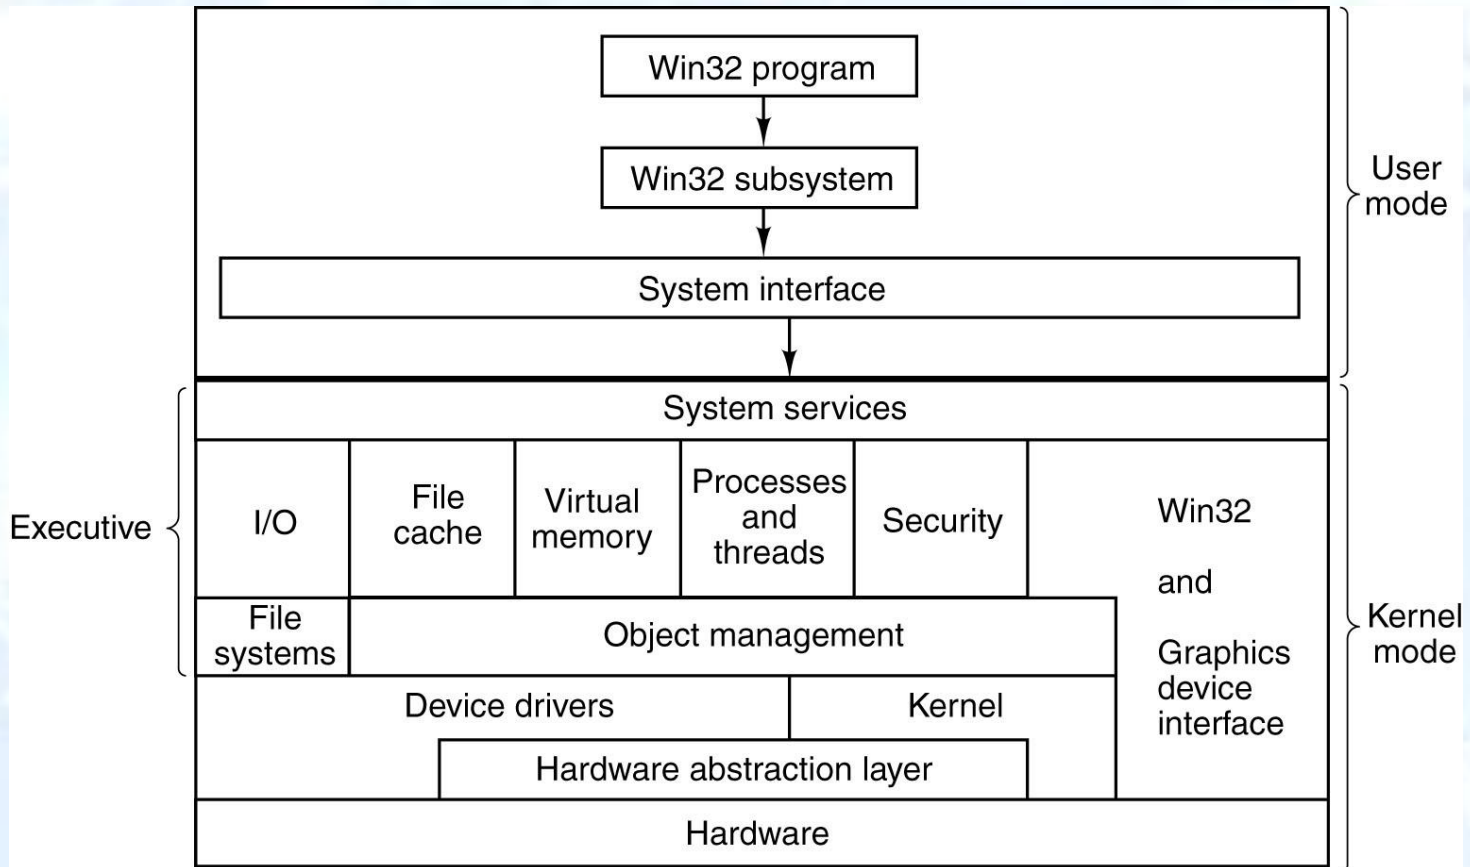 Win32 program
Win32 subsystem
User
mode
System interface
System services
Executive
I/O
File
cache
Virtual
memory
Processes
and
threads
Security
Win32
and
Graphics
device
interface
File
systems
Object management
Kernel
mode
Device drivers
Kernel
Hardware abstraction layer
Hardware